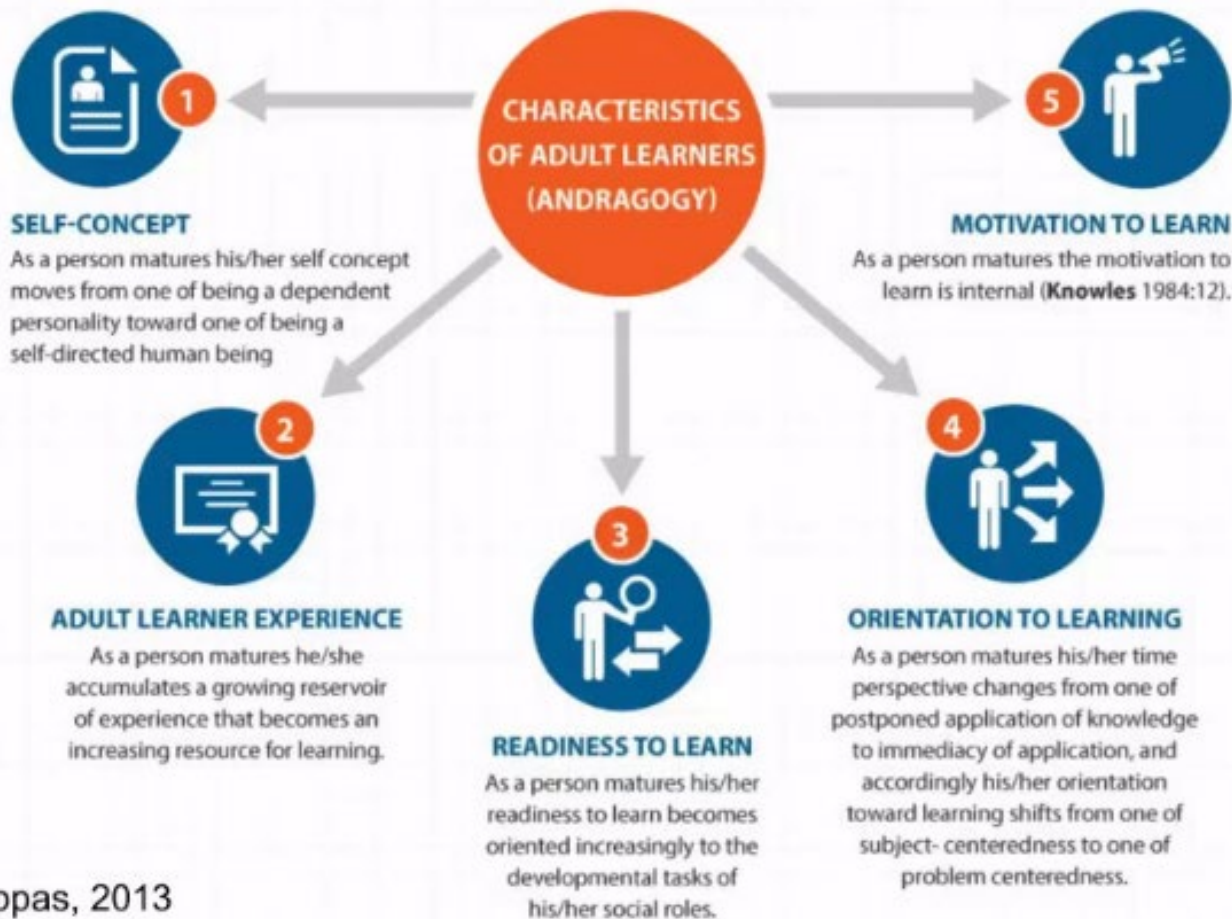 CHARACTERISTICS
OF ADULT LEARNERS
(ANDRAGOGY)
1
SELF-CONCEPT
As a person matures his/her self concept
moves from one of being a dependent
personality toward one of being a
self-directed human being
2
ADULT LEARNER EXPERIENCE
As a person matures he/she
accumulates a growing reservoir
of experience that becomes an
increasing resource for learning.
3
READINESS TO LEARN
As a person matures his/her
readiness to learn becomes
oriented increasingly to the
developmental tasks of
his/her social roles.
4
ORIENTATION TO LEARNING
As a person matures his/her time
perspective changes from one of
postponed application of knowledge
to immediacy of application, and
accordingly his/her orientation
toward learning shifts from one of
subject- centeredness to one of
problem centeredness.
5
MOTIVATION TO LEARN
As a person matures the motivation to
learn is internal (Knowles 1984:12).
ppas, 2013